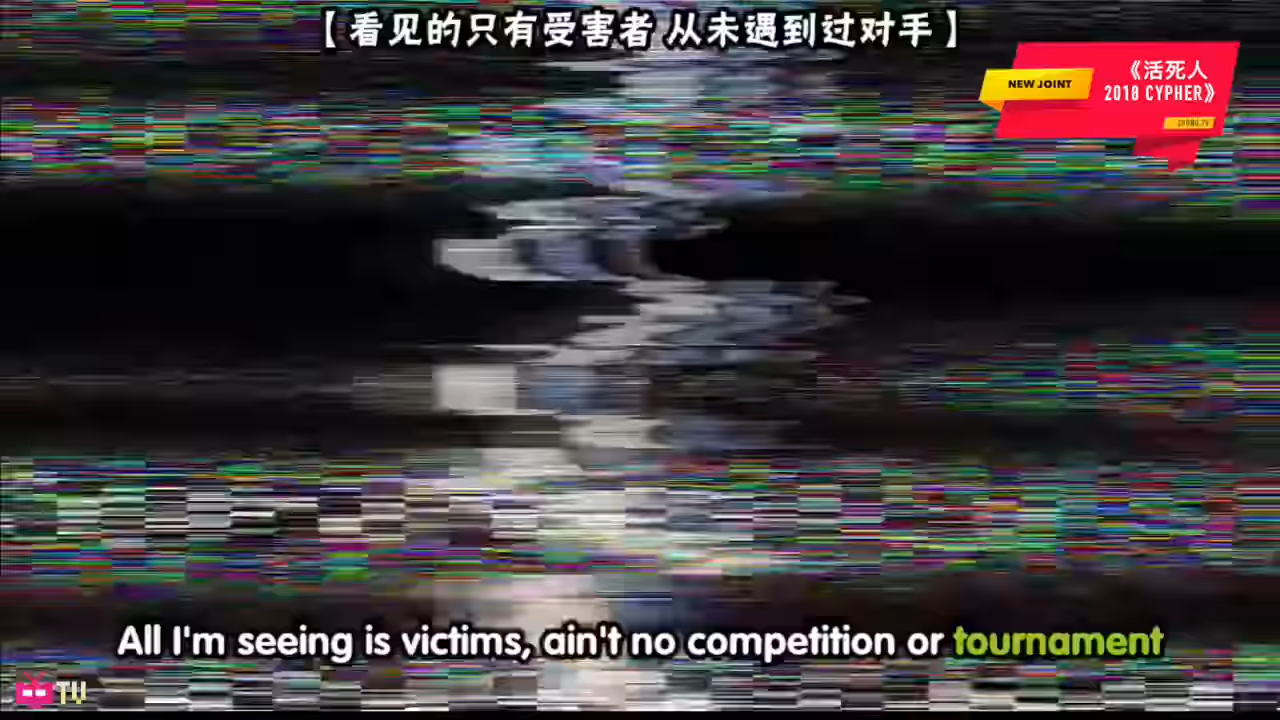 【看见的只有受害者 从未遇到过对手】
NEW JOINT
《活死人
2018 CYPHER》
All I'm seeing is victims, ain't no competition or tournament
TV